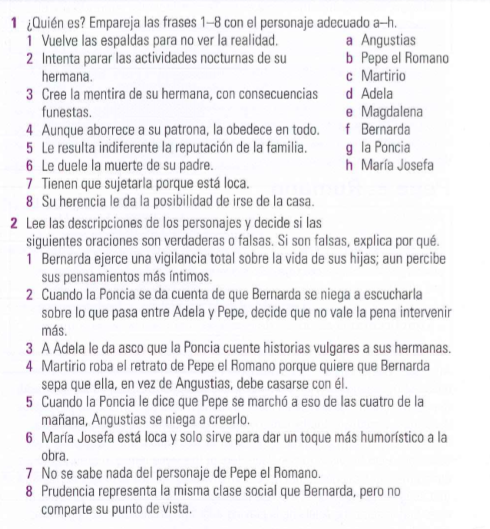 1 ¿Quién es? Empareja las frases 1–8 con el personaje adecuado a–h.
1 Vuelve las espaldas para no ver la realidad.
2 Intenta parar las actividades nocturnas de su
hermana.
3 Cree la mentira de su hermana, con consecuencias
funestas.
4 Aunque aborrece a su patrona, la obedece en todo.
5 Le resulta indiferente la reputación de la familia.
6 Le duele la muerte de su padre.
7 Tienen que sujetarla porque está loca.
8 Su herencia le da la posibilidad de irse de la casa.
a Angustias
b Pepe el Romano
c Martirio
d Adela
e Magdalena
f Bernarda
g la Poncia
h María Josefa
2 Lee las descripciones de los personajes y decide si las
siguientes oraciones son verdaderas o falsas. Si son falsas, explica por qué.
1 Bernarda ejerce una vigilancia total sobre la vida de sus hijas; aun percibe
sus pensamientos más íntimos.
2 Cuando la Poncia se da cuenta de que Bernarda se niega a escucharla
sobre lo que pasa entre Adela y Pepe, decide que no vale la pena intervenir
más.
3 A Adela le da asco que la Poncia cuente historias vulgares a sus hermanas.
4 Martirio roba el retrato de Pepe el Romano porque quiere que Bernarda
sepa que ella, en vez de Angustias, debe casarse con él.
5 Cuando la Poncia le dice que Pepe se marchó a eso de las cuatro de la
mañana, Angustias se niega a creerlo.
6 María Josefa está loca y solo sirve para dar un toque más humorístico a la
obra.
7 No se sabe nada del personaje de Pepe el Romano.
8 Prudencia representa la misma clase social que Bernarda, pero no
comparte su punto de vista.